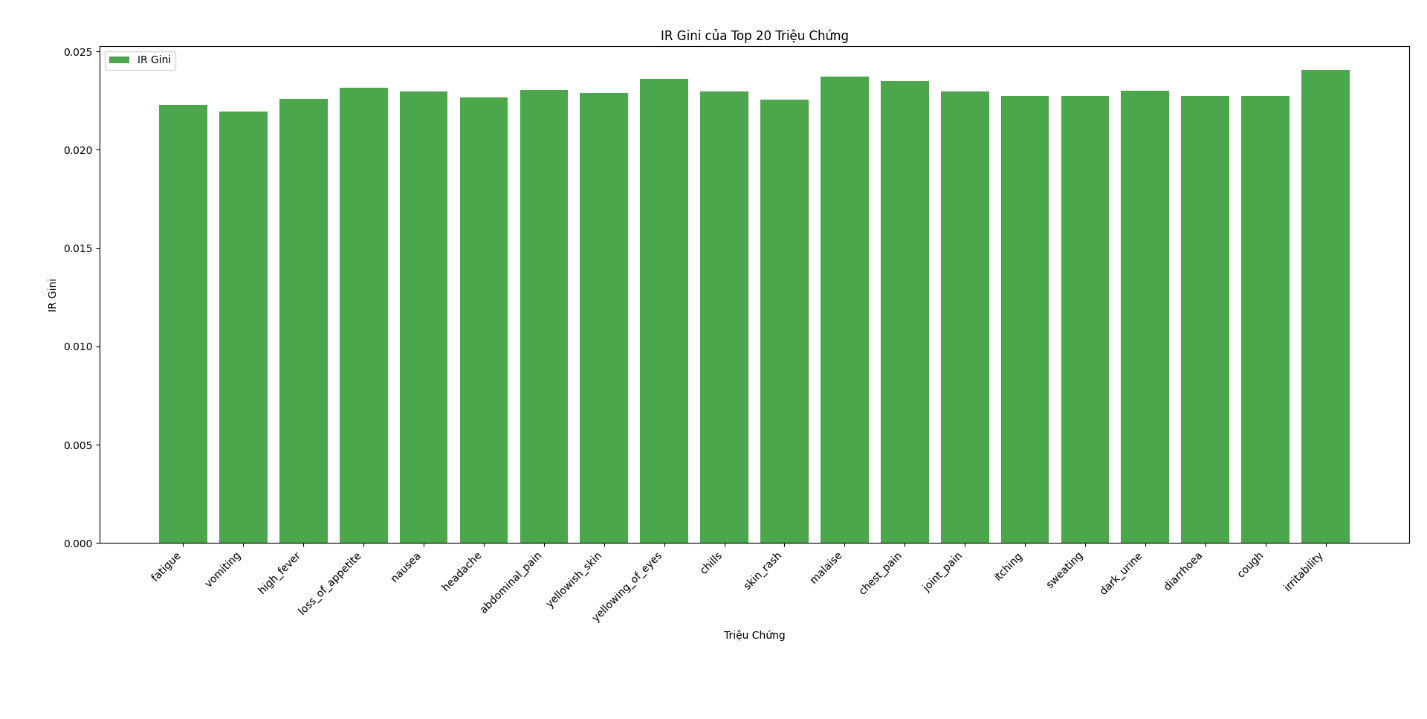 IR Gini của Top 20 Triệu Chứng
IR Gini
0.025
0.020
0.015
0.010
0.005
0.000
IR Gini
fatigue
vomiting
high_fever
loss_of_appetite
nausea
headache
abdominal_pain
yellowish_skin
yellowing_of_eyes
chills
skin_rash
malaise
chest_pain
joint_pain
itching
sweating
dark_urine
diarrhoea
cough
irritability
Triệu Chứng